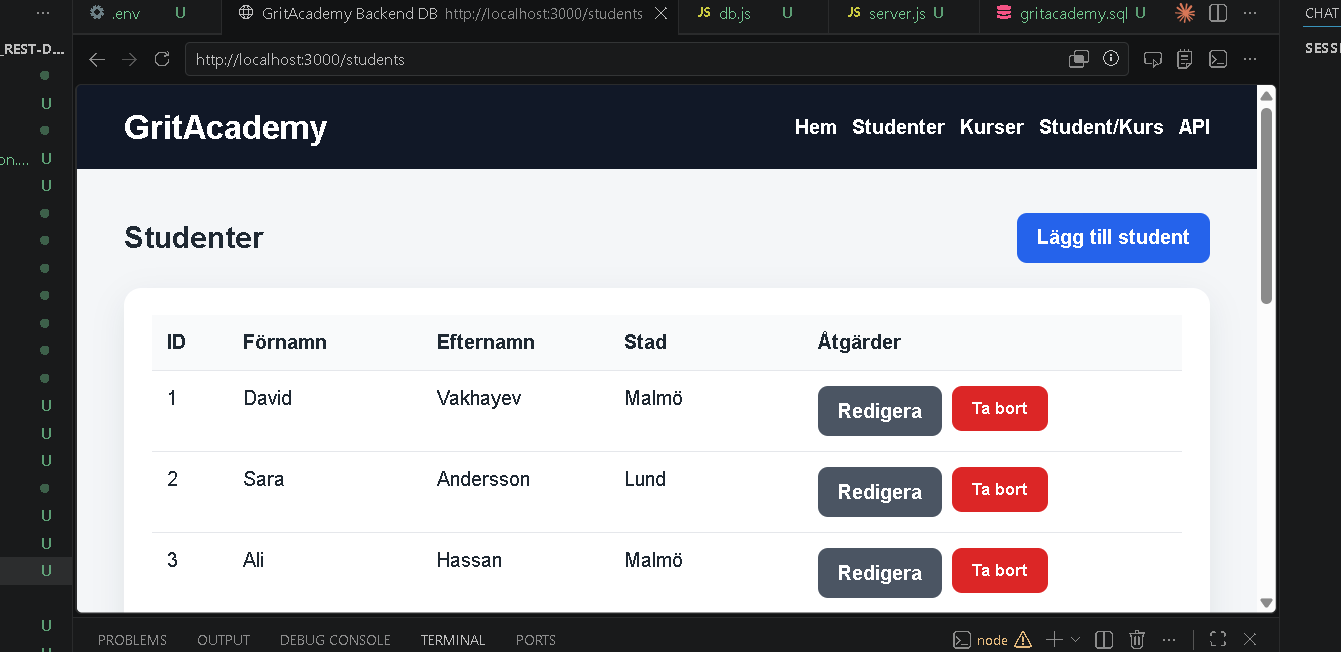 .env U GritAcademy Backend DB http://localhost:3000/students JS db.js U JS server.js U gritacademy.sql U ... CHAT
_REST-D... http://localhost:3000/students ... SESSI
U
on.... U
U
GritAcademy Hem Studenter Kurser Student/Kurs API
Studenter Lägg till student
ID Förnamn Efternamn Stad Åtgärder
1 David Vakhayev Malmö Redigera Ta bort
U
U
2 Sara Andersson Lund Redigera Ta bort
U
U
U
3 Ali Hassan Malmö Redigera Ta bort
U
U
PROBLEMS OUTPUT DEBUG CONSOLE TERMINAL PORTS node ...